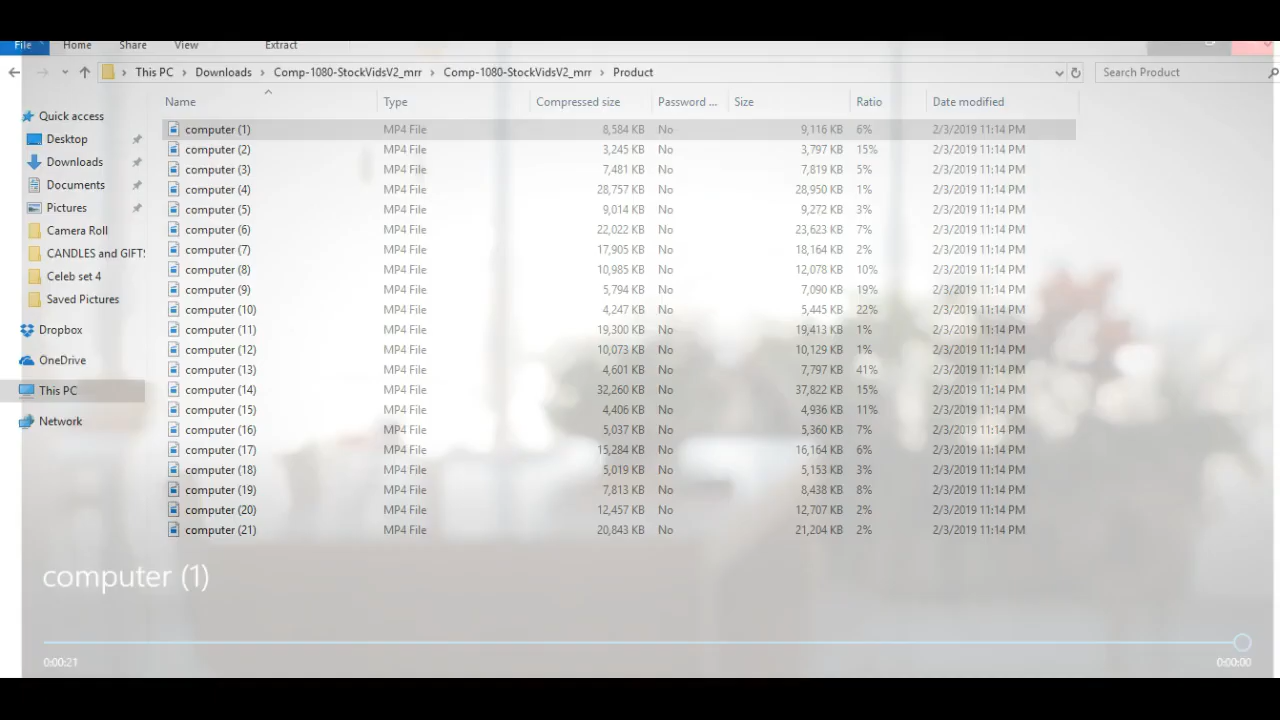 File Home Share View Extract
This PC > Downloads > Comp-1080-StockVidsV2_mrr > Comp-1080-StockVidsV2_mrr > Product Search Product
Name Type Compressed size Password ... Size Ratio Date modified
Quick access
Desktop
Downloads
Documents
Pictures
Camera Roll
CANDLES and GIFTS
Celeb set 4
Saved Pictures
Dropbox
OneDrive
This PC
Network
computer (1) MP4 File 8,584 KB No 9,116 KB 6% 2/3/2019 11:14 PM
computer (2) MP4 File 3,245 KB No 3,797 KB 15% 2/3/2019 11:14 PM
computer (3) MP4 File 7,481 KB No 7,819 KB 5% 2/3/2019 11:14 PM
computer (4) MP4 File 28,757 KB No 28,950 KB 1% 2/3/2019 11:14 PM
computer (5) MP4 File 9,014 KB No 9,272 KB 3% 2/3/2019 11:14 PM
computer (6) MP4 File 22,022 KB No 23,623 KB 7% 2/3/2019 11:14 PM
computer (7) MP4 File 17,905 KB No 18,164 KB 2% 2/3/2019 11:14 PM
computer (8) MP4 File 10,985 KB No 12,078 KB 10% 2/3/2019 11:14 PM
computer (9) MP4 File 5,794 KB No 7,090 KB 19% 2/3/2019 11:14 PM
computer (10) MP4 File 4,247 KB No 5,445 KB 22% 2/3/2019 11:14 PM
computer (11) MP4 File 19,300 KB No 19,413 KB 1% 2/3/2019 11:14 PM
computer (12) MP4 File 10,073 KB No 10,129 KB 1% 2/3/2019 11:14 PM
computer (13) MP4 File 4,601 KB No 7,797 KB 41% 2/3/2019 11:14 PM
computer (14) MP4 File 32,260 KB No 37,822 KB 15% 2/3/2019 11:14 PM
computer (15) MP4 File 4,406 KB No 4,936 KB 11% 2/3/2019 11:14 PM
computer (16) MP4 File 5,037 KB No 5,360 KB 7% 2/3/2019 11:14 PM
computer (17) MP4 File 15,284 KB No 16,164 KB 6% 2/3/2019 11:14 PM
computer (18) MP4 File 5,019 KB No 5,153 KB 3% 2/3/2019 11:14 PM
computer (19) MP4 File 7,813 KB No 8,438 KB 8% 2/3/2019 11:14 PM
computer (20) MP4 File 12,457 KB No 12,707 KB 2% 2/3/2019 11:14 PM
computer (21) MP4 File 20,843 KB No 21,204 KB 2% 2/3/2019 11:14 PM
computer (1)
0:00:21 0:00:00